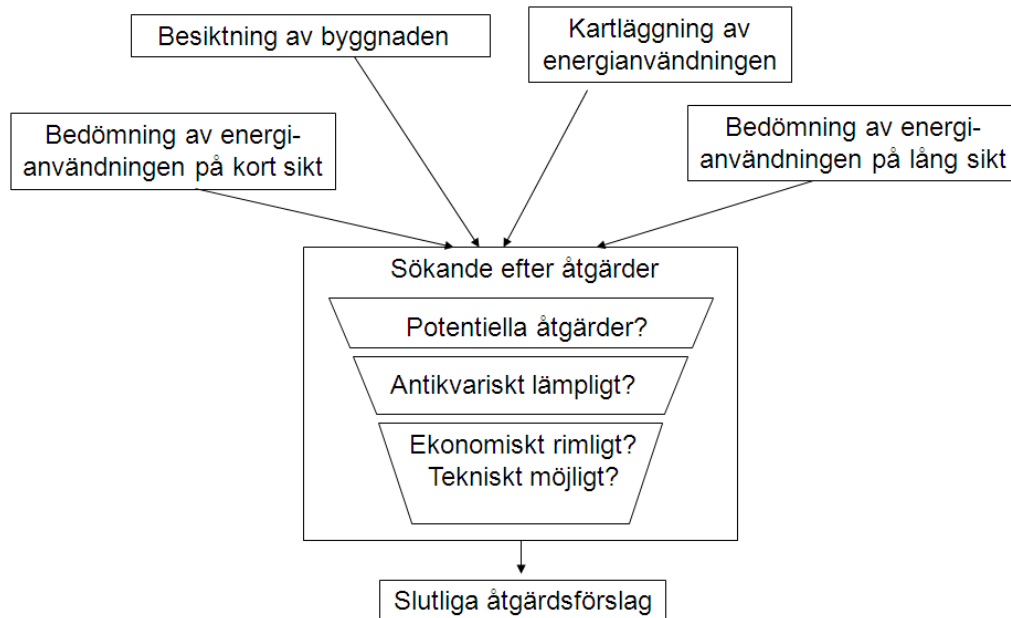 Besiktning av byggnaden
Kartläggning av
energianvändningen
Bedömning av energi-
användningen på kort sikt
Bedömning av energi-
användningen på lång sikt
Sökande efter åtgärder
Potentiella åtgärder?
Antikvariskt lämpligt?
Ekonomiskt rimligt?
Tekniskt möjligt?
Slutliga åtgärdsförslag